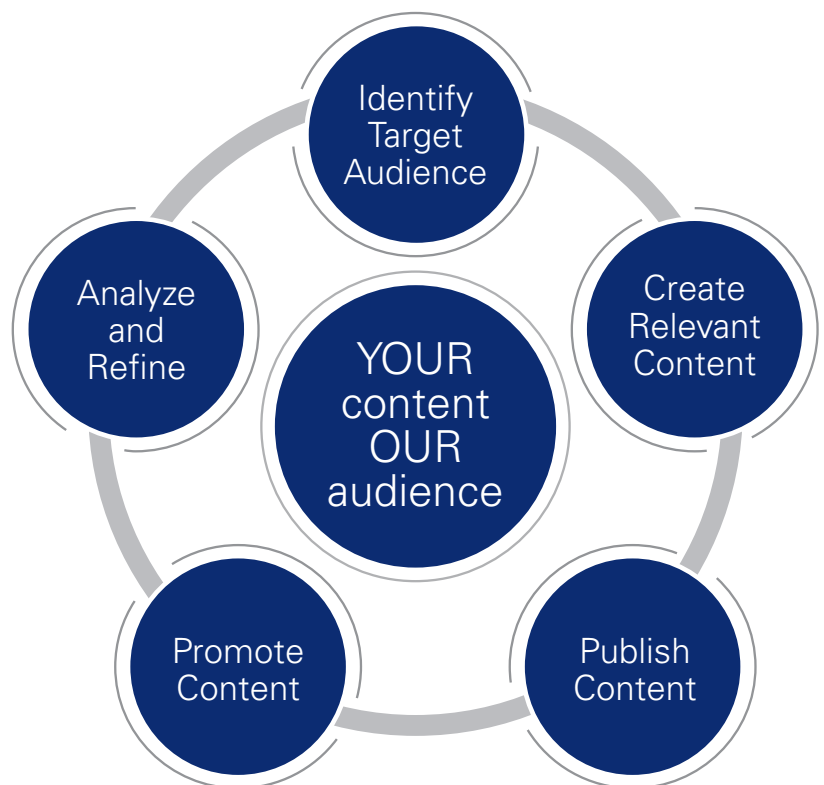 Identify
Target
Audience
Create
Relevant
Content
Publish
Content
Promote
Content
Analyze
and
Refine
YOUR
content
OUR
audience